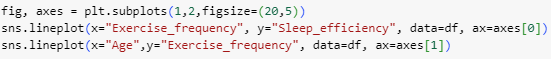 fig, axes = plt.subplots(1,2,figsize=(20,5))
sns.lineplot(x="Exercise_frequency", y="Sleep_efficiency", data=df, ax=axes[0])
sns.lineplot(x="Age",y="Exercise_frequency", data=df, ax=axes[1])